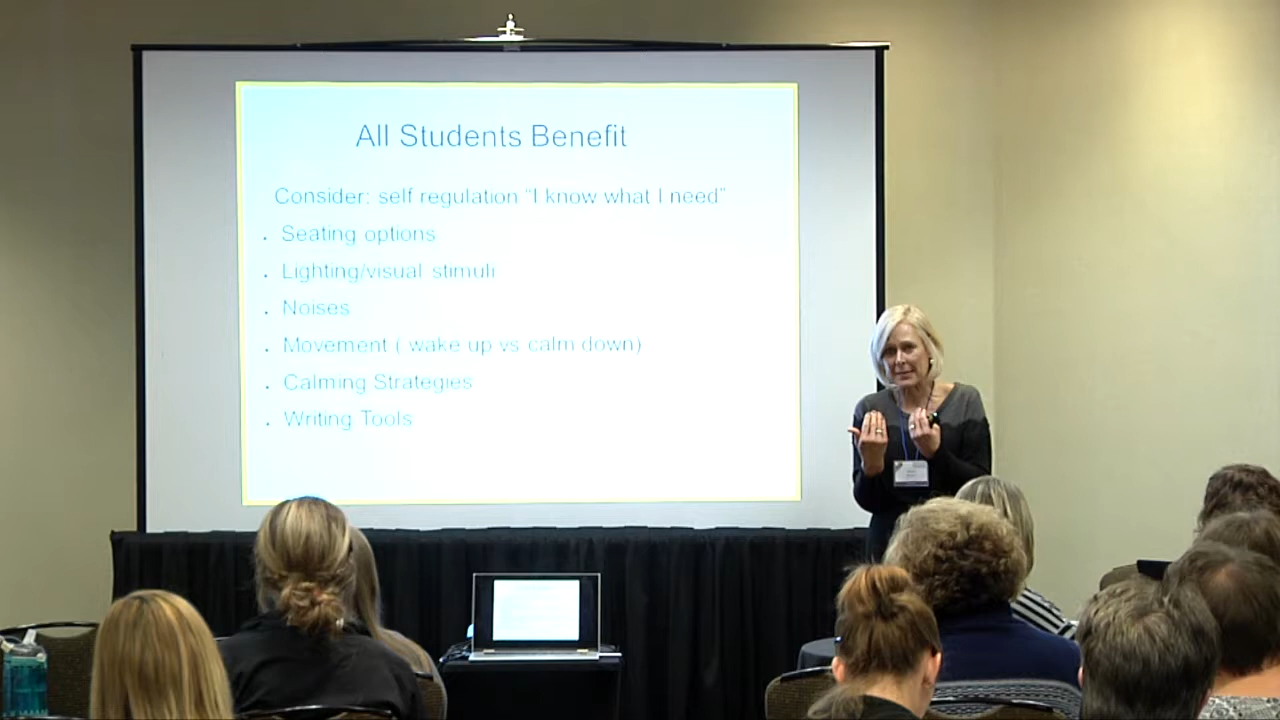 All Students Benefit
Consider: self regulation “I know what I need”
. Seating options
. Lighting/visual stimuli
. Noises
. Movement ( wake up vs calm down)
. Calming Strategies
. Writing Tools